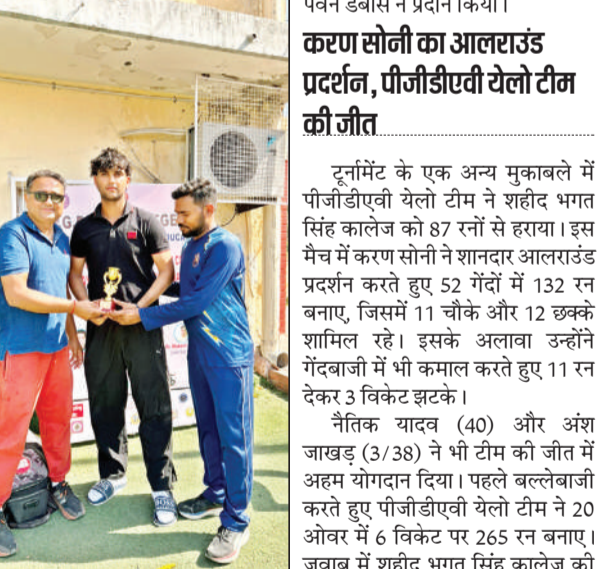 पवन डबास ने प्रदान किया।
करण सोनी का आलराउंड
प्रदर्शन, पीजीडीएवी येलो टीम
की जीत
टूर्नामेंट के एक अन्य मुकाबले में
पीजीडीएवी येलो टीम ने शहीद भगत
सिंह कालेज को 87 रनों से हराया। इस
मैच में करण सोनी ने शानदार आलराउंड
प्रदर्शन करते हुए 52 गेंदों में 132 रन
बनाए, जिसमें 11 चौके और 12 छक्के
शामिल रहे। इसके अलावा उन्होंने
गेंदबाजी में भी कमाल करते हुए 11 रन
देकर 3 विकेट झटके।
नैतिक यादव (40) और अंश
जाखड़ (3/38) ने भी टीम की जीत में
अहम योगदान दिया। पहले बल्लेबाजी
करते हुए पीजीडीएवी येलो टीम ने 20
ओवर में 6 विकेट पर 265 रन बनाए।
जवाब में शहीद भगत सिंह कालेज की